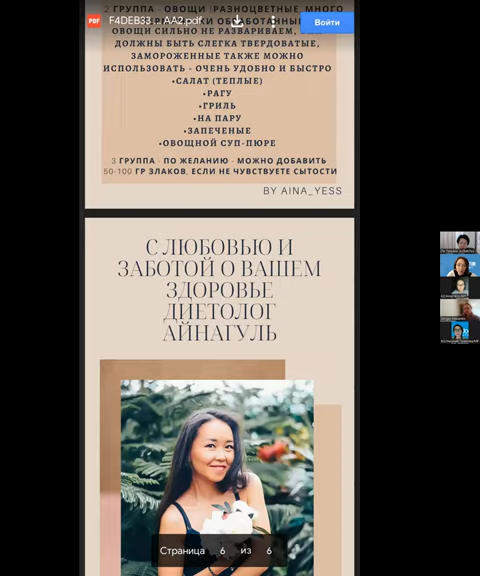 2 ГРУППА - ОВОЩИ (РАЗНОЦВЕТНЫЕ, МНОГО
F4DEB33 ... AA2.pdf
PDF
Войти
ОВОЩИ СИЛЬНО НЕ РАЗВАРИВАЕМ,
ДОЛЖНЫ БЫТЬ СЛЕГКА ТВЕРДОВАТЫЕ,
ЗАМОРОЖЕННЫЕ ТАКЖЕ МОЖНО
ИСПОЛЬЗОВАТЬ - ОЧЕНЬ УДОБНО И БЫСТРО
•САЛАТ (ТЕПЛЫЕ)
•РАГУ
•ГРИЛЬ
•НА ПАРУ
•ЗАПЕЧЕНЫЕ
•ОВОЩНОЙ СУП-ПЮРЕ
3 ГРУППА - ПО ЖЕЛАНИЮ - МОЖНО ДОБАВИТЬ
50-100 ГР ЗЛАКОВ, ЕСЛИ НЕ ЧУВСТВУЕТЕ СЫТОСТИ
BY AINA_YESS
С ЛЮБОВЬЮ И
ЗАБОТОЙ О ВАШЕМ
ЗДОРОВЬЕ
ДИЕТОЛОГ
АЙНАГУЛЬ
Страница 6 из 6